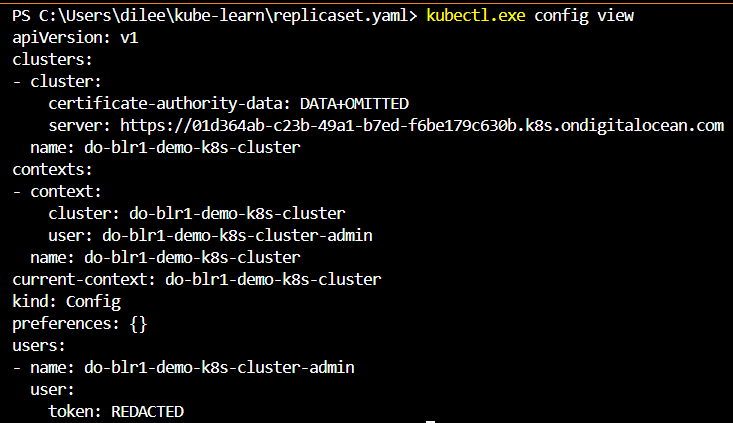 PS C:\Users\dilee\kube-learn\replicaset.yaml> kubectl.exe config view
apiVersion: v1
clusters:
- cluster:
    certificate-authority-data: DATA+OMITTED
    server: https://01d364ab-c23b-49a1-b7ed-f6be179c630b.k8s.ondigitalocean.com
  name: do-blr1-demo-k8s-cluster
contexts:
- context:
    cluster: do-blr1-demo-k8s-cluster
    user: do-blr1-demo-k8s-cluster-admin
  name: do-blr1-demo-k8s-cluster
current-context: do-blr1-demo-k8s-cluster
kind: Config
preferences: {}
users:
- name: do-blr1-demo-k8s-cluster-admin
  user:
    token: REDACTED